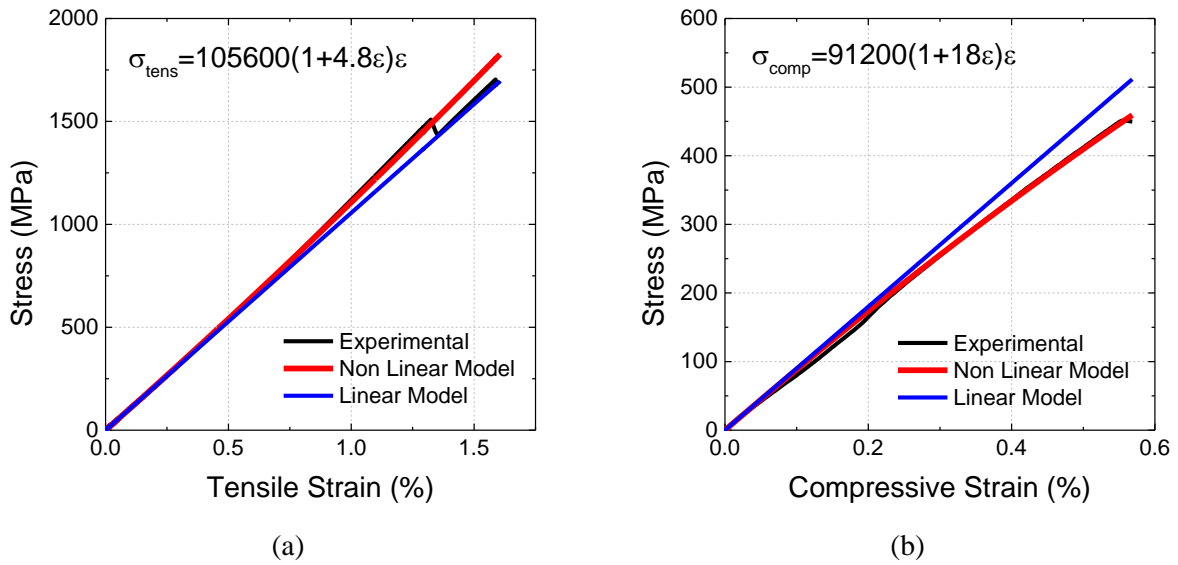 2000
1500
1000
500
0
0.0 0.5 1.0 1.5
Stress (MPa)
Tensile Strain (%)
σtens=105600(1+4.8ε)ε
Experimental
Non Linear Model
Linear Model
(a)
600
500
400
300
200
100
0
0.0 0.2 0.4 0.6
Stress (MPa)
Compressive Strain (%)
σcomp=91200(1+18ε)ε
Experimental
Non Linear Model
Linear Model
(b)